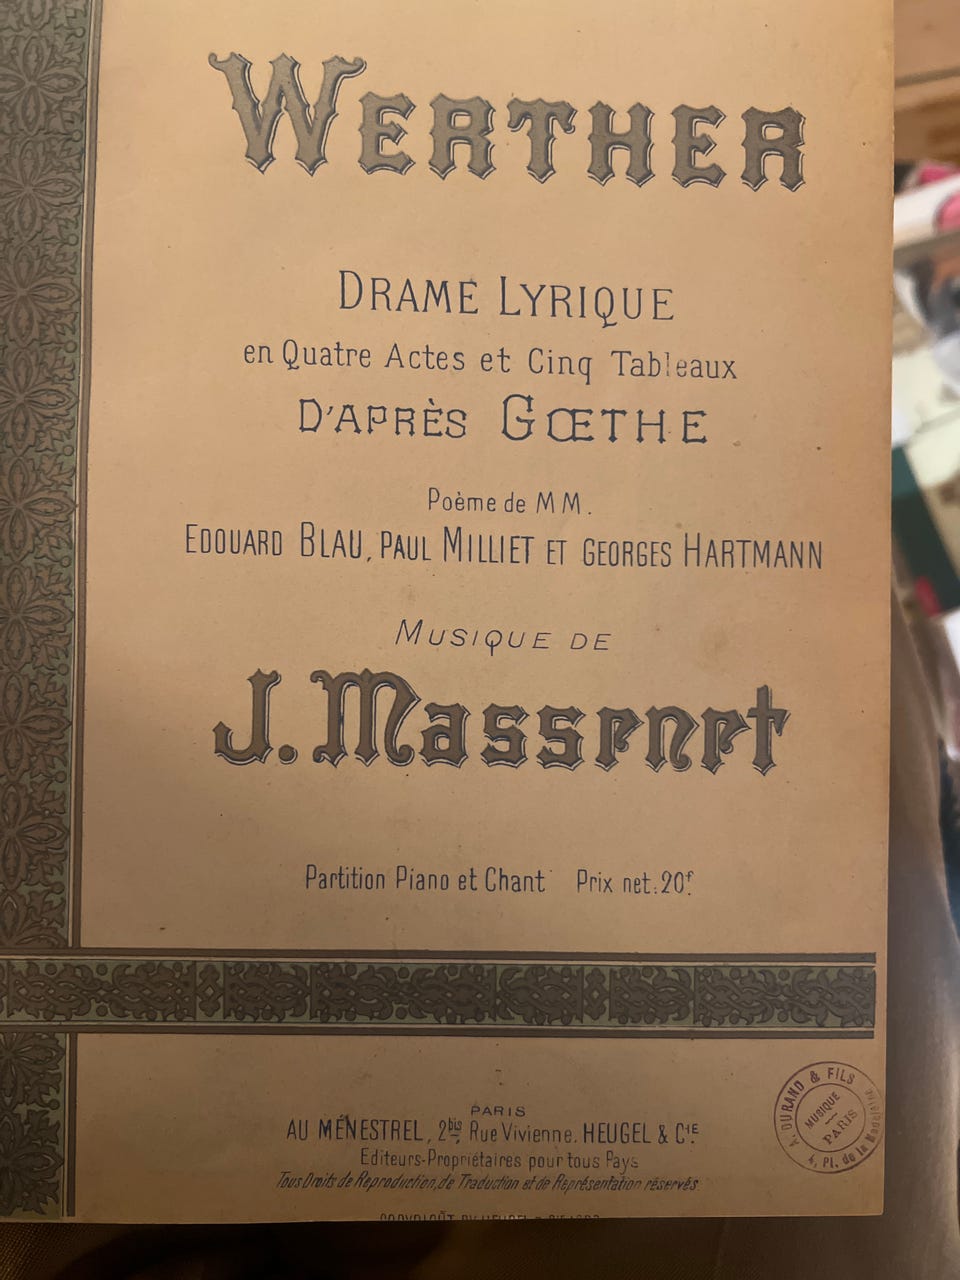 WERTHER
DRAME LYRIQUE
en Quatre Actes et Cinq Tableaux
D'APRÈS GŒTHE
Poème de MM.
EDOUARD BLAU, PAUL MILLIET ET GEORGES HARTMANN
MUSIQUE DE
J. Massenet
Partition Piano et Chant Prix net: 20f
PARIS
AU MÉNESTREL, 2bis, Rue Vivienne, HEUGEL & CIE
Editeurs-Propriétaires pour tous Pays
Tous Droits de Reproduction, de Traduction et de Représentation réservés
A. DURAND & FILS
MUSIQUE
PARIS
4, Pl. de la Madeleine